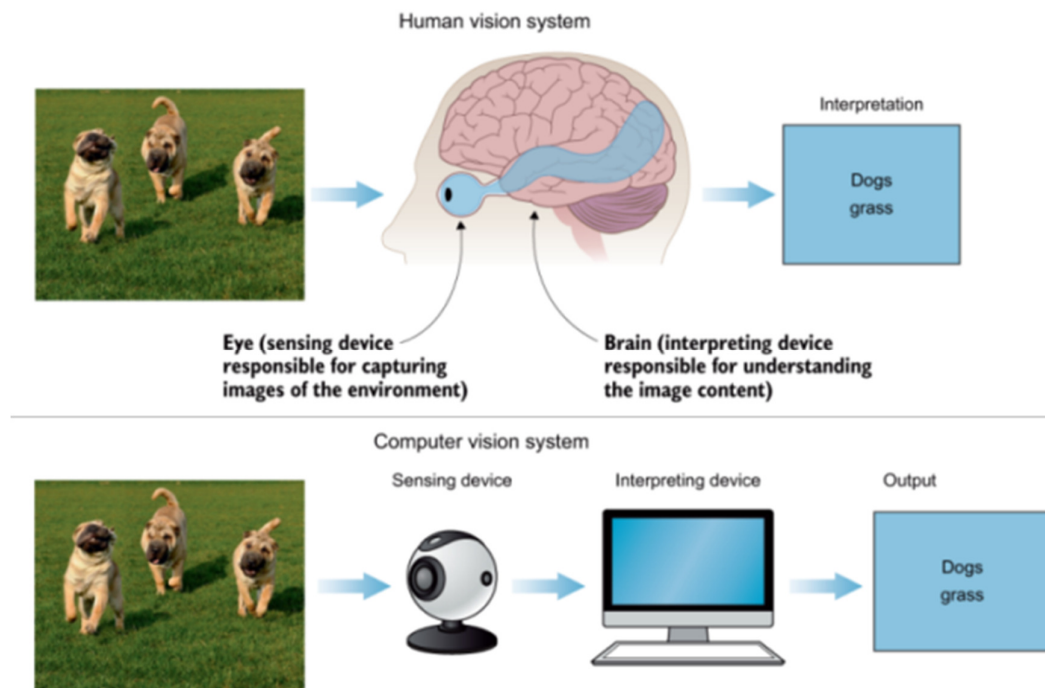 Human vision system
Interpretation
Dogs
grass
Eye (sensing device
responsible for capturing
images of the environment)
Brain (interpreting device
responsible for understanding
the image content)
Computer vision system
Sensing device
Interpreting device
Output
Dogs
grass